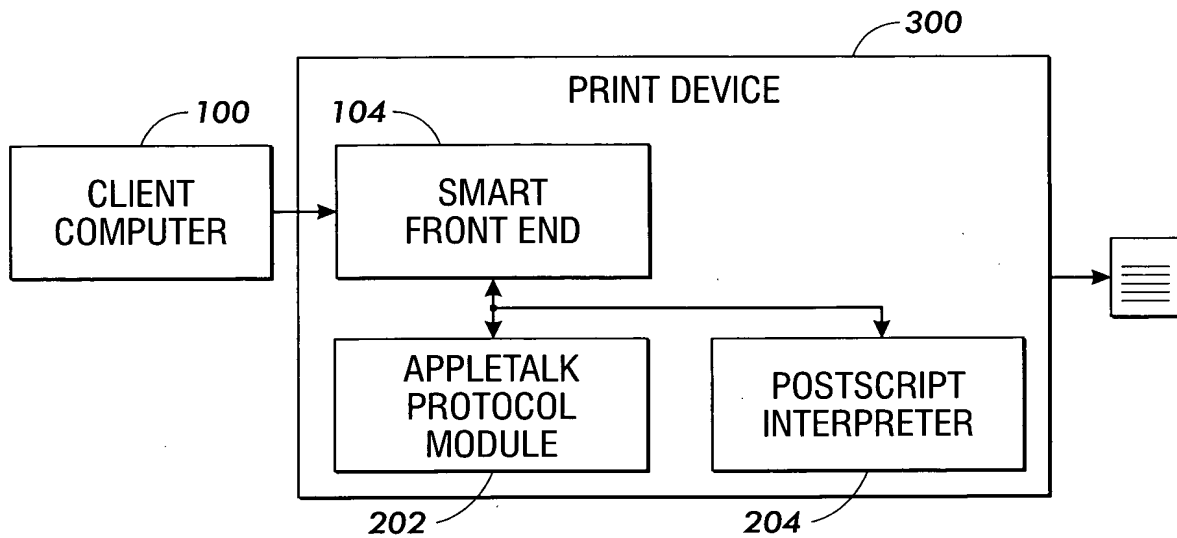 300
PRINT DEVICE
100
104
CLIENT
COMPUTER
SMART
FRONT END
APPLETALK
PROTOCOL
MODULE
POSTSCRIPT
INTERPRETER
202
204